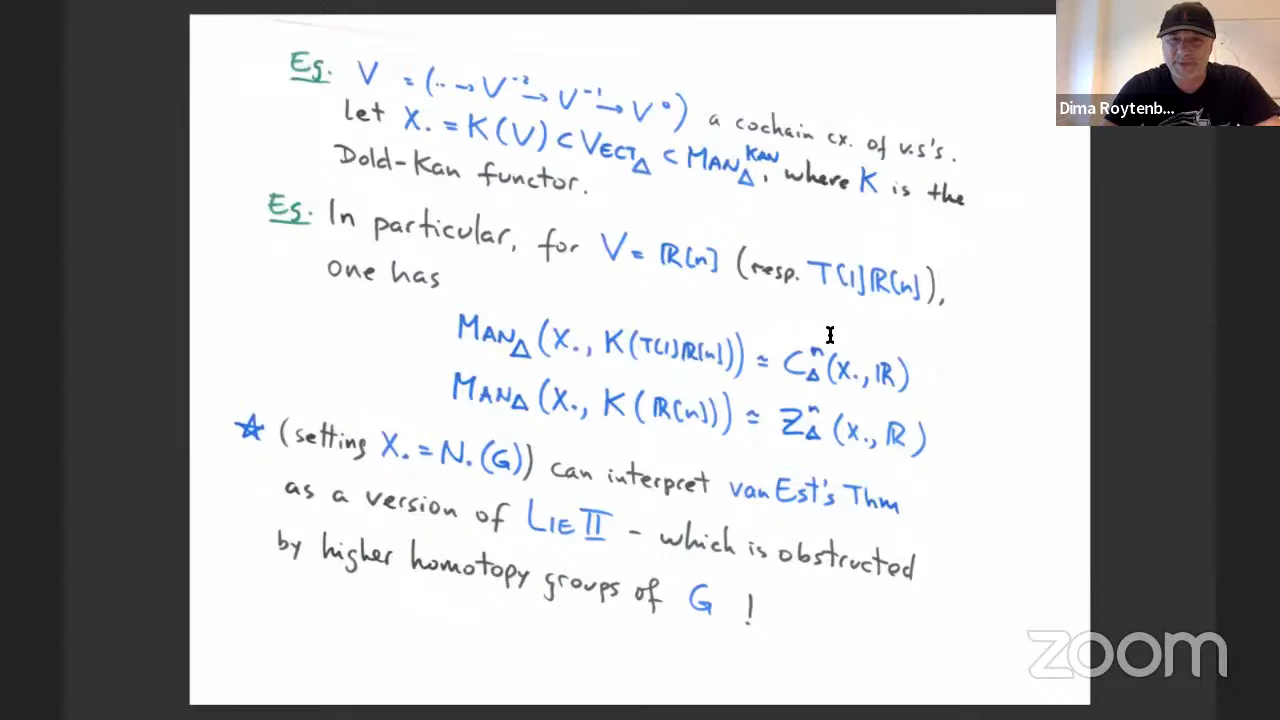 Eg. V = (·· → V⁻² → V⁻¹ → V⁰) a cochain cx. of v.s's.
let X. = K(V) ⊂ VECT_Δ ⊂ MAN_Δ^KAN, where K is the
Dold-Kan functor.
Eg. In particular, for V = ℝ[n] (resp. T[1]ℝ[n]),
one has
MAN_Δ(X., K(T[1]ℝ[n])) ≃ C_Δ^n(X., ℝ)
MAN_Δ(X., K(ℝ[n])) ≃ Z_Δ^n(X., ℝ)
☆ (setting X. = N.(G)) can interpret van Est's Thm
as a version of LIE II - which is obstructed
by higher homotopy groups of G !
Dima Roytenb...
zoom